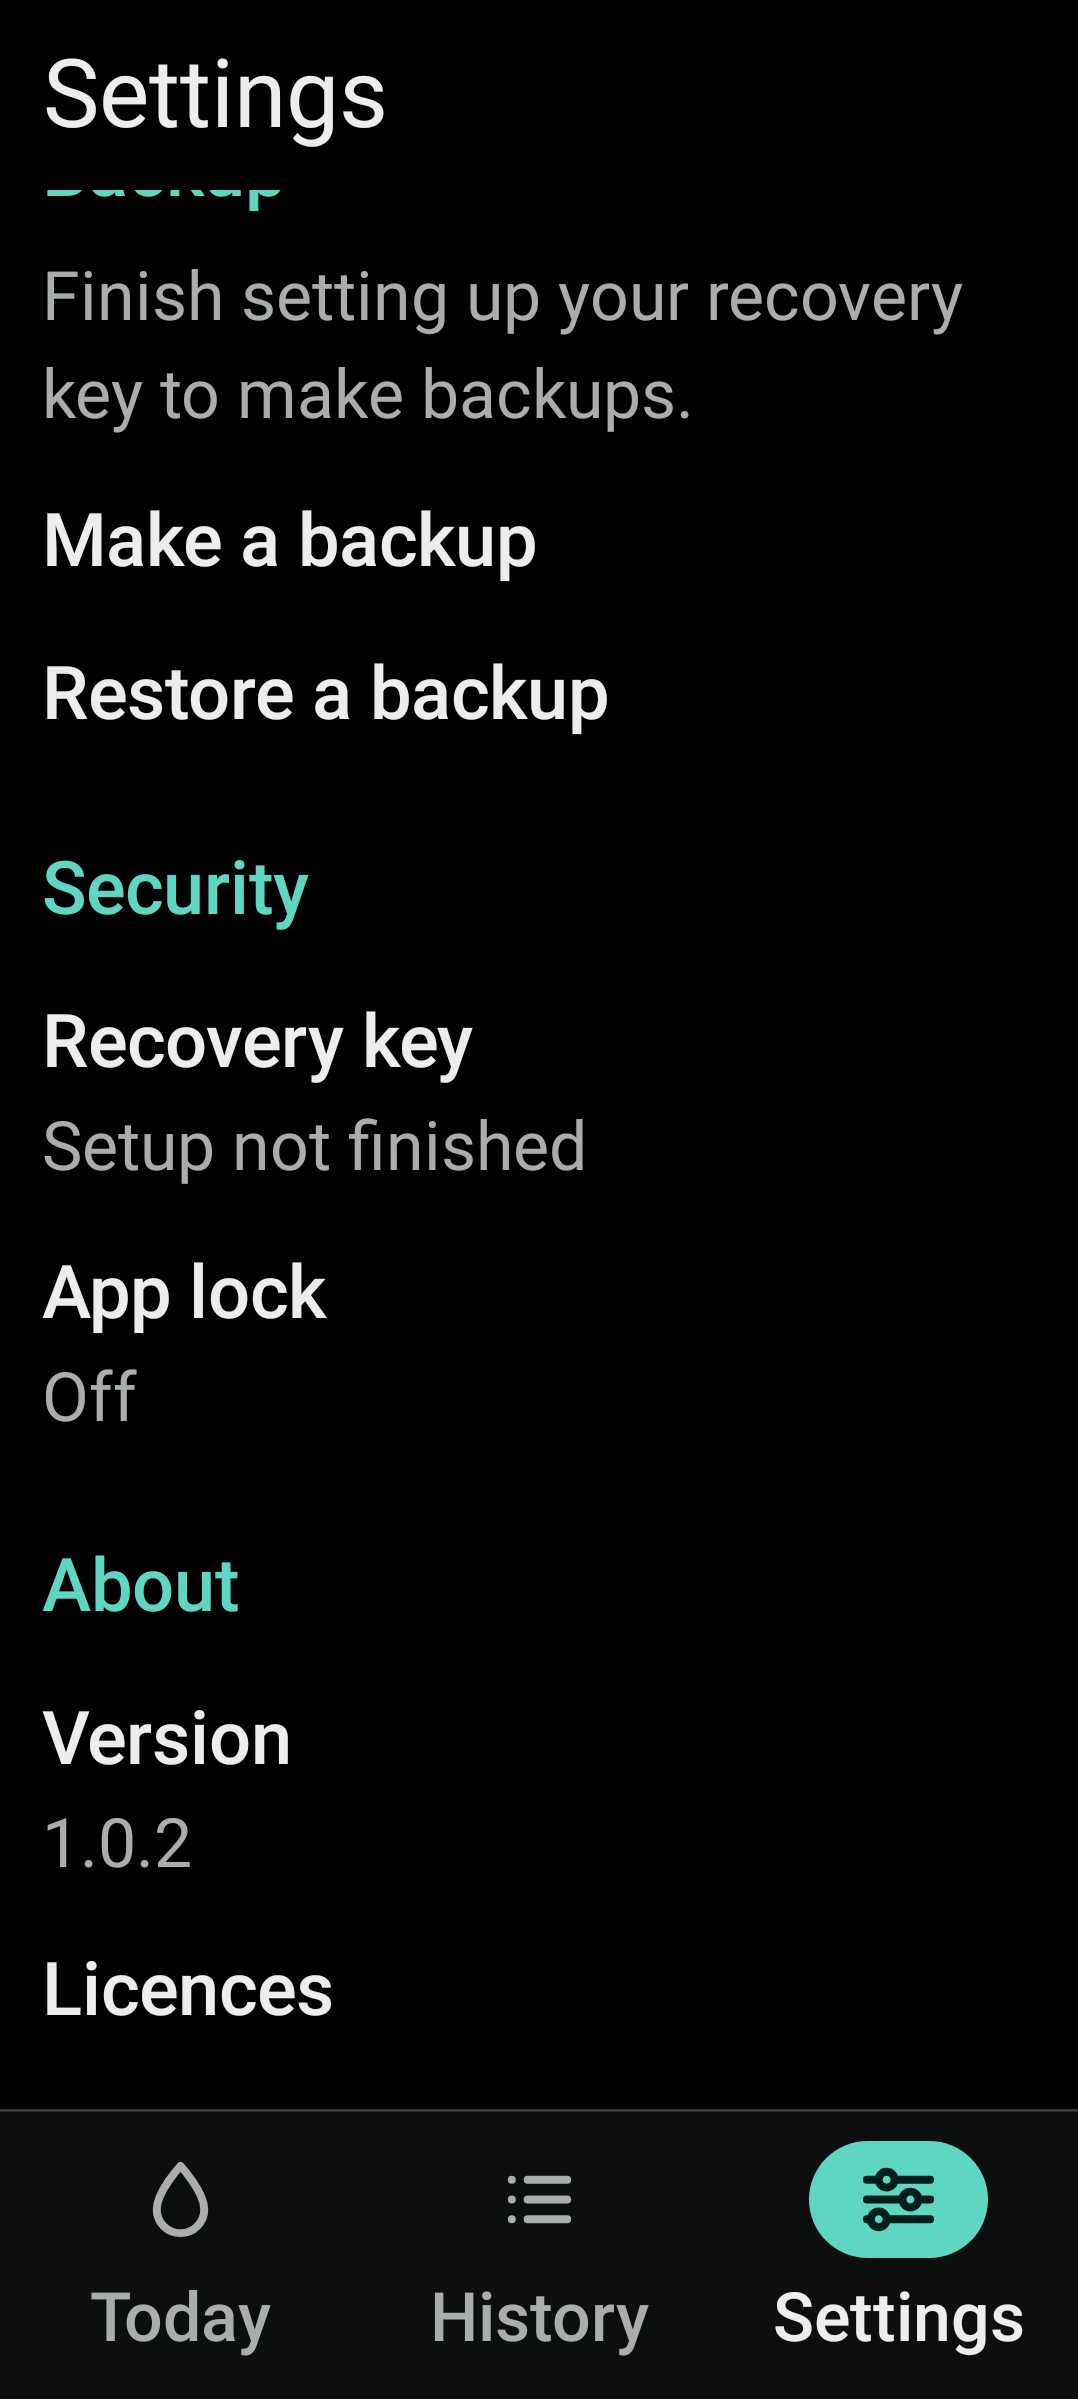 Settings
Backup
Finish setting up your recovery
key to make backups.
Make a backup
Restore a backup
Security
Recovery key
Setup not finished
App lock
Off
About
Version
1.0.2
Licences
Today
History
Settings